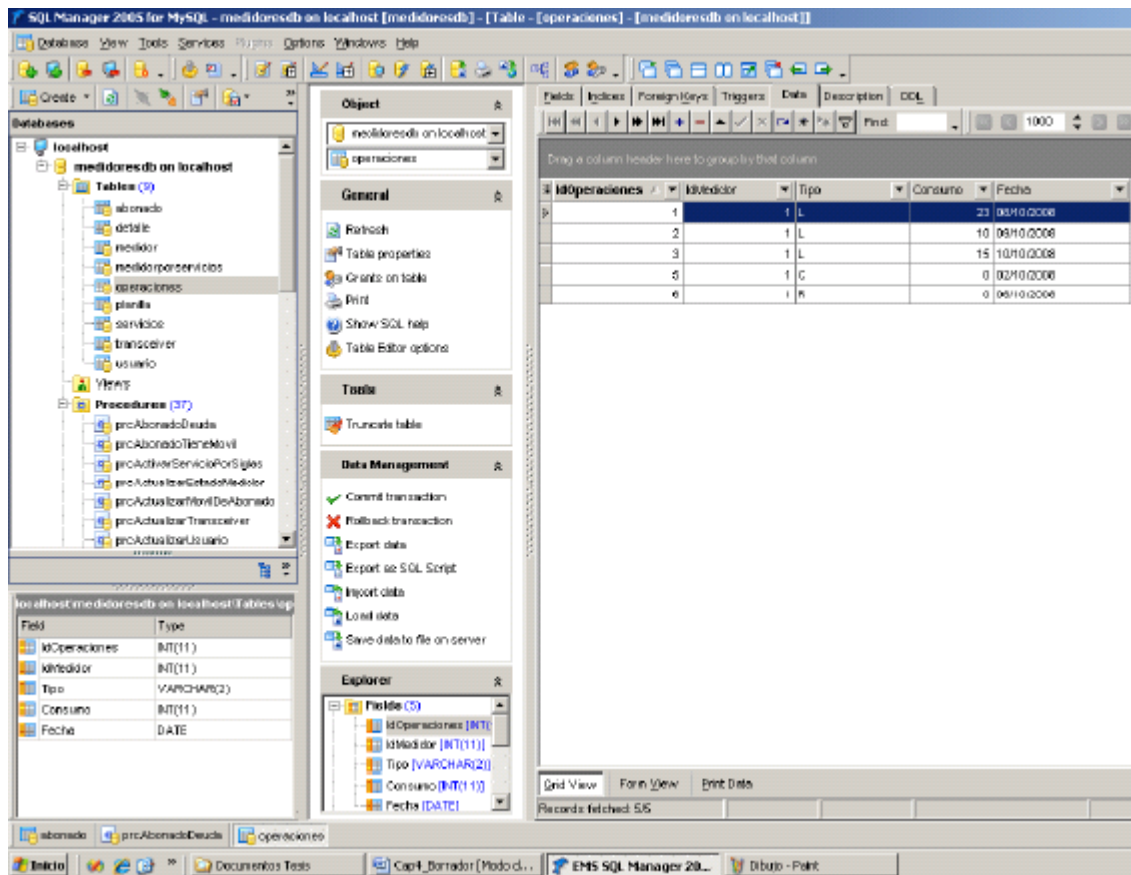 SQL Manager 2005 for MySQL - medidoresdb on localhost [medidoresdb] - [Table - [operaciones] - [medidoresdb on localhost]]
Database View Tools Services Plugins Options Windows Help
Create
Databases
localhost
medidoresdb on localhost
Tables (9)
abonado
detalle
medidor
medidorporservicios
operaciones
planilla
servicios
transceiver
usuario
Views
Procedures (37)
prcAbonadoDeuda
prcAbonadoTieneMovil
prcActivarServicioPorSiglas
prcActualizarEstadoMedidor
prcActualizarMovilDeAbonado
prcActualizarTransceiver
prcActualizarUsuario
localhost\medidoresdb on localhost\Tables\op
Field Type
IdOperaciones INT(11)
IdMedidor INT(11)
Tipo VARCHAR(2)
Consumo INT(11)
Fecha DATE
Object
medidoresdb on localhost
operaciones
General
Refresh
Table properties
Grants on table
Print
Show SQL help
Table Editor options
Tools
Truncate table
Data Management
Commit transaction
Rollback transaction
Export data
Export as SQL Script
Import data
Load data
Save data to file on server
Explorer
Fields (5)
IdOperaciones [INT(
IdMedidor [INT(11)]
Tipo [VARCHAR(2)]
Consumo [INT(11)]
Fecha [DATE]
Fields Indices Foreign Keys Triggers Data Description DDL
Find: 1000
Drag a column header here to group by that column
IdOperaciones IdMedidor Tipo Consumo Fecha
1 1 L 23 08/10/2008
2 1 L 10 09/10/2008
3 1 L 15 10/10/2008
5 1 C 0 02/10/2008
6 1 R 0 06/10/2008
Grid View Form View Print Data
Records fetched: 5/5
abonado prcAbonadoDeuda operaciones
Inicio Documentos Tesis Cap4_Borrador [Modo d... EMS SQL Manager 20... Dibujo - Paint